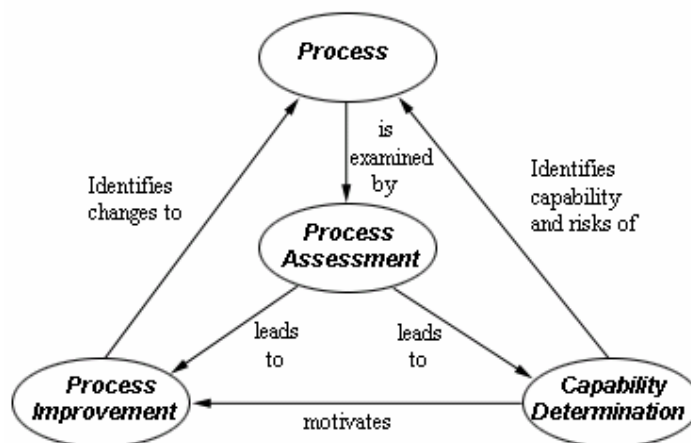 Process
is
examined
by
Identifies
changes to
Identifies
capability
and risks of
Process
Assessment
leads
to
leads
to
Process
Improvement
motivates
Capability
Determination